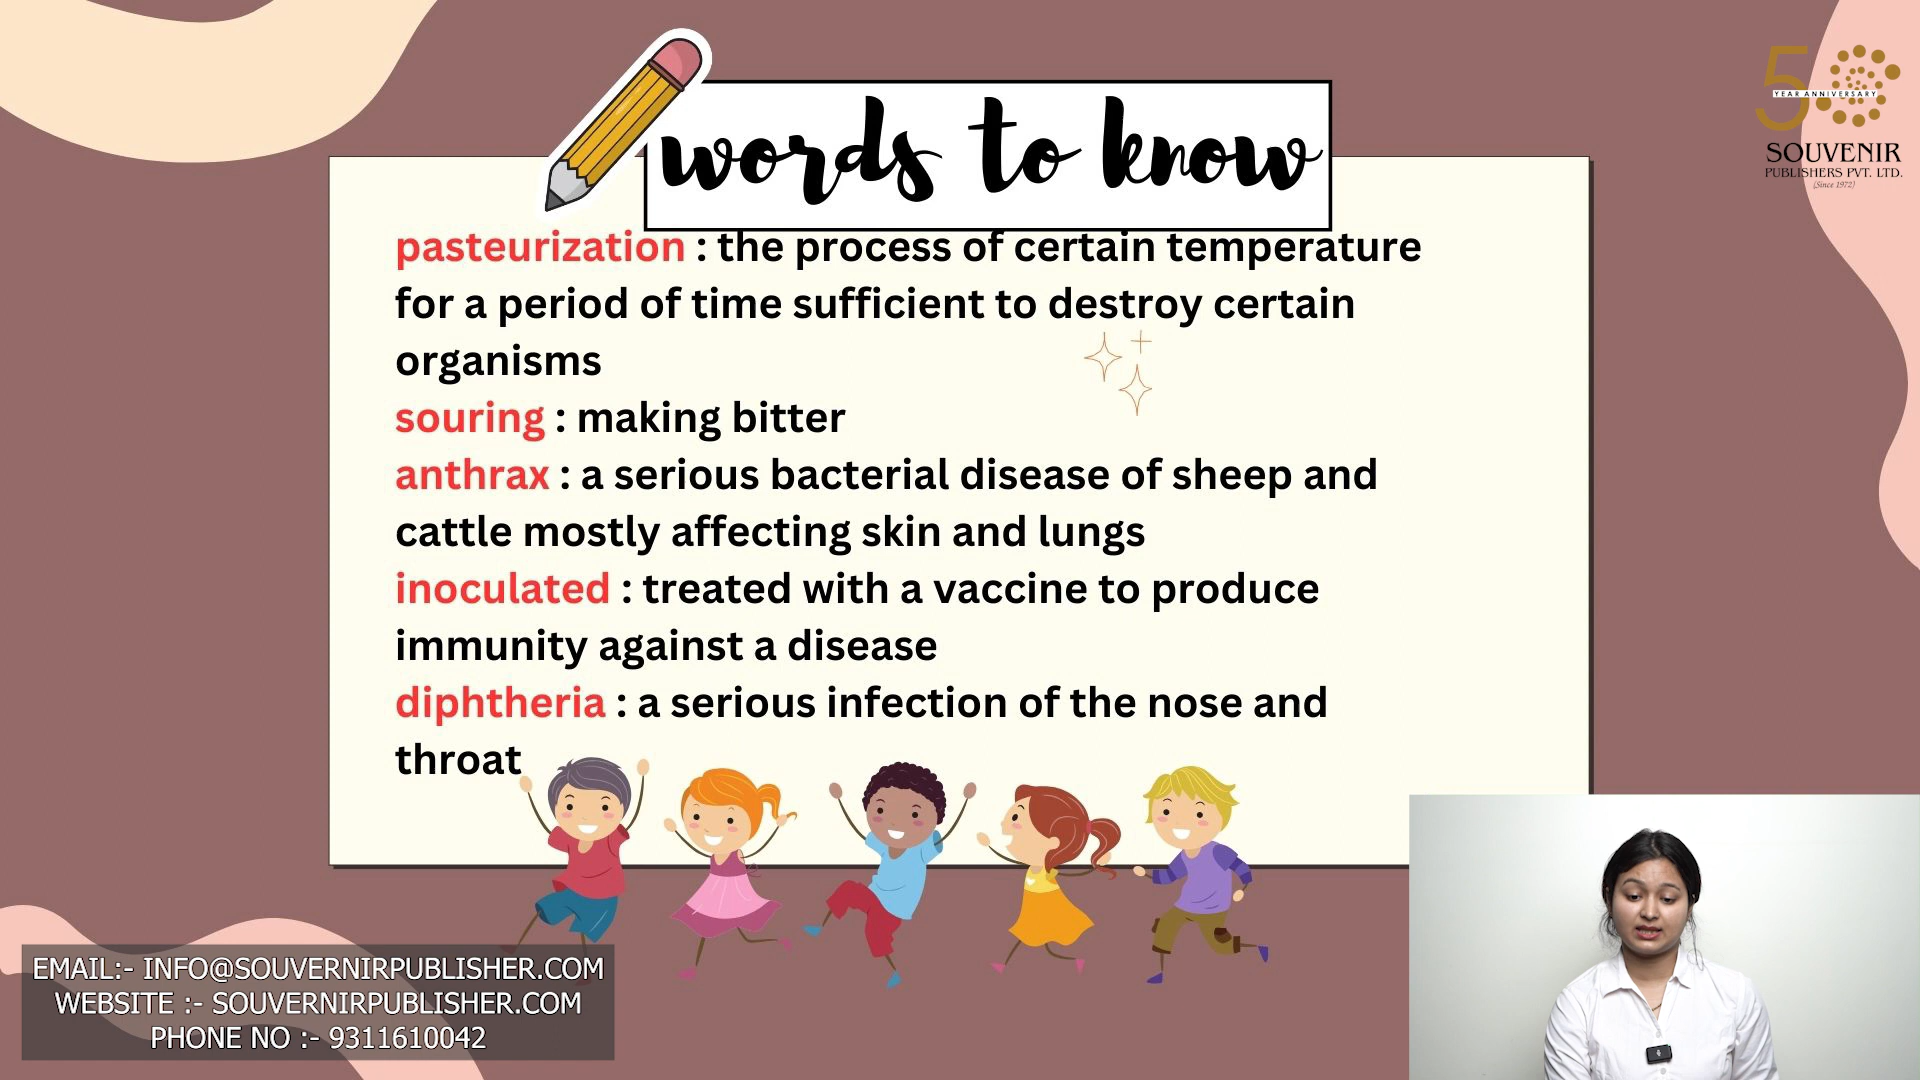 words to know
5
YEAR ANNIVERSARY
SOUVENIR
PUBLISHERS PVT. LTD.
(Since 1972)
pasteurization : the process of certain temperature
for a period of time sufficient to destroy certain
organisms
souring : making bitter
anthrax : a serious bacterial disease of sheep and
cattle mostly affecting skin and lungs
inoculated : treated with a vaccine to produce
immunity against a disease
diphtheria : a serious infection of the nose and
throat
EMAIL:- INFO@SOUVERNIRPUBLISHER.COM
WEBSITE :- SOUVERNIRPUBLISHER.COM
PHONE NO :- 9311610042